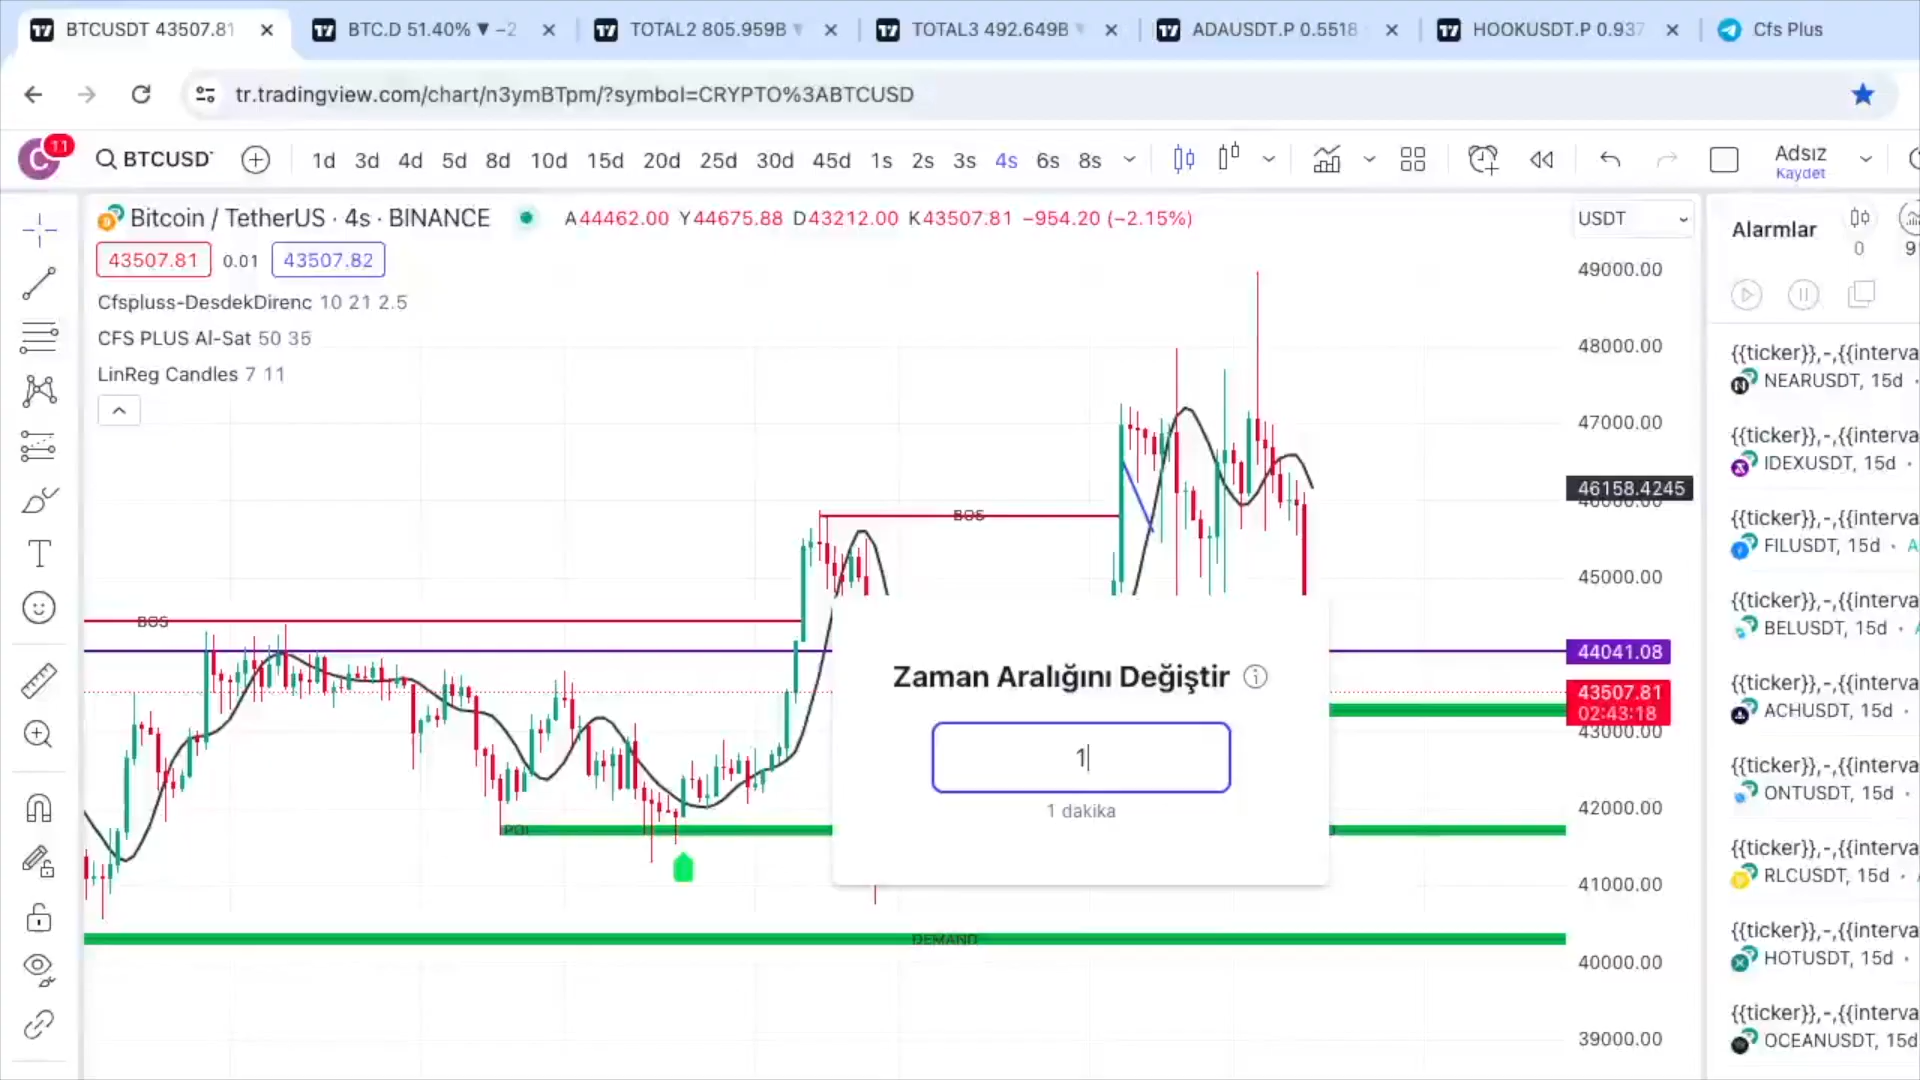 BTCUSDT 43507.81
BTC.D 51.40% ▼ −2
TOTAL2 805.959B
TOTAL3 492.649B
ADAUSDT.P 0.5518
HOOKUSDT.P 0.937
Cfs Plus
tr.tradingview.com/chart/n3ymBTpm/?symbol=CRYPTO%3ABTCUSD
C 11
BTCUSD
1d 3d 4d 5d 8d 10d 15d 20d 25d 30d 45d 1s 2s 3s 4s 6s 8s
Adsız
Kaydet
Bitcoin / TetherUS · 4s · BINANCE
A44462.00 Y44675.88 D43212.00 K43507.81 −954.20 (−2.15%)
USDT
43507.81 0.01 43507.82
Cfspluss-DesdekDirenc 10 21 2.5
CFS PLUS Al-Sat 50 35
LinReg Candles 7 11
49000.00
48000.00
47000.00
46158.4245
45000.00
44041.08
43507.81
02:43:18
43000.00
42000.00
41000.00
40000.00
39000.00
BOS
BOS
POI
DEMAND
Zaman Aralığını Değiştir
1
1 dakika
Alarmlar
0
9
{{ticker}},-,{{interva
NEARUSDT, 15d ·
{{ticker}},-,{{interva
IDEXUSDT, 15d ·
{{ticker}},-,{{interva
FILUSDT, 15d · A
{{ticker}},-,{{interva
BELUSDT, 15d ·
{{ticker}},-,{{interva
ACHUSDT, 15d ·
{{ticker}},-,{{interva
ONTUSDT, 15d ·
{{ticker}},-,{{interva
RLCUSDT, 15d ·
{{ticker}},-,{{interva
HOTUSDT, 15d ·
{{ticker}},-,{{interva
OCEANUSDT, 15d